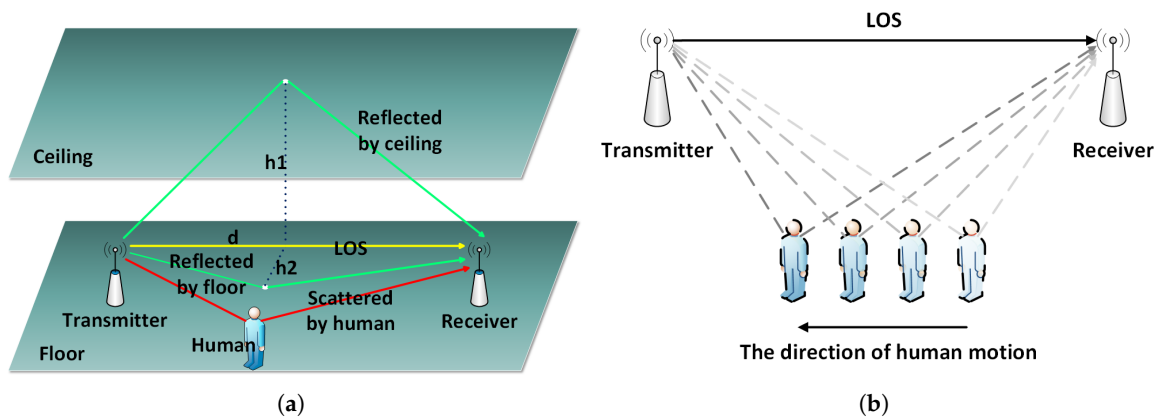 Reflected
by ceiling
Ceiling
h1
d
LOS
Reflected
by floor
h2
Scattered
by human
Transmitter
Human
Receiver
Floor
(a)
LOS
Transmitter
Receiver
The direction of human motion
(b)